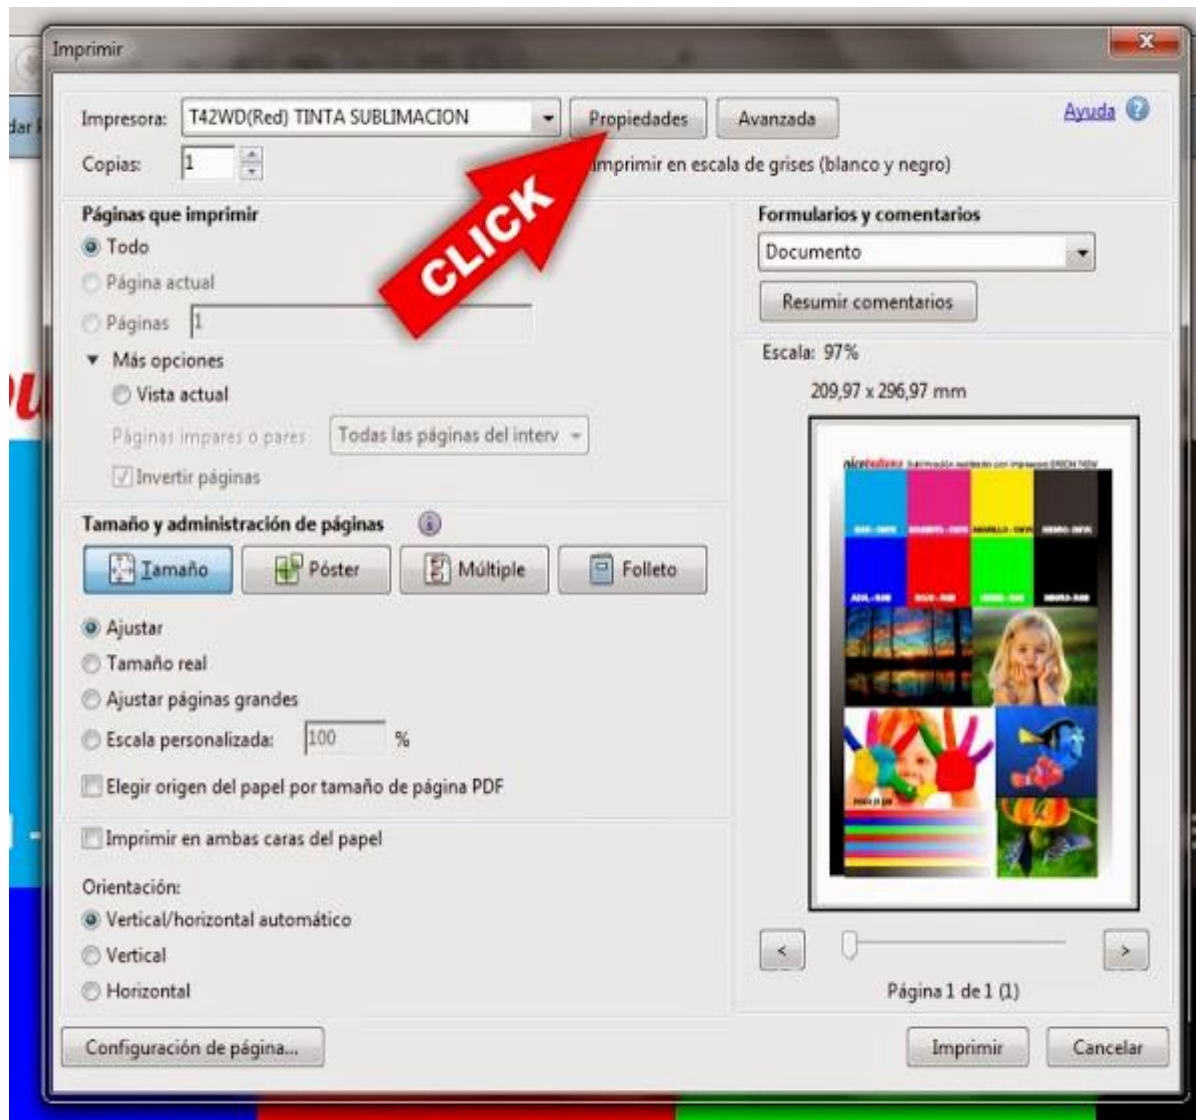 Imprimir
Impresora: T42WD(Red) TINTA SUBLIMACION Propiedades Avanzada Ayuda
Copias: 1 Imprimir en escala de grises (blanco y negro)
CLICK
Páginas que imprimir
Todo
Página actual
Páginas 1
Más opciones
Vista actual
Páginas impares o pares Todas las páginas del interv
Invertir páginas
Tamaño y administración de páginas
Tamaño Póster Múltiple Folleto
Ajustar
Tamaño real
Ajustar páginas grandes
Escala personalizada: 100 %
Elegir origen del papel por tamaño de página PDF
Imprimir en ambas caras del papel
Orientación:
Vertical/horizontal automático
Vertical
Horizontal
Formularios y comentarios
Documento
Resumir comentarios
Escala: 97%
209,97 x 296,97 mm
< >
Página 1 de 1 (1)
Configuración de página... Imprimir Cancelar